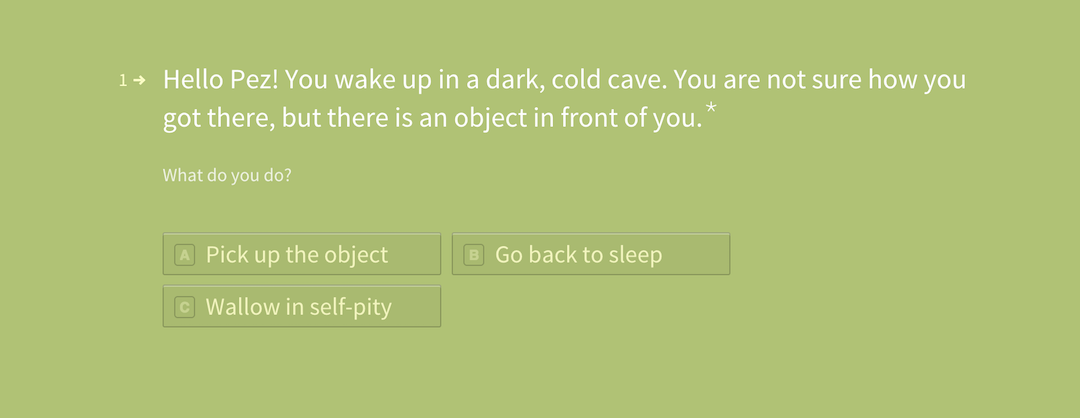 1 → Hello Pez! You wake up in a dark, cold cave. You are not sure how you
got there, but there is an object in front of you.*
What do you do?
A Pick up the object
B Go back to sleep
C Wallow in self-pity